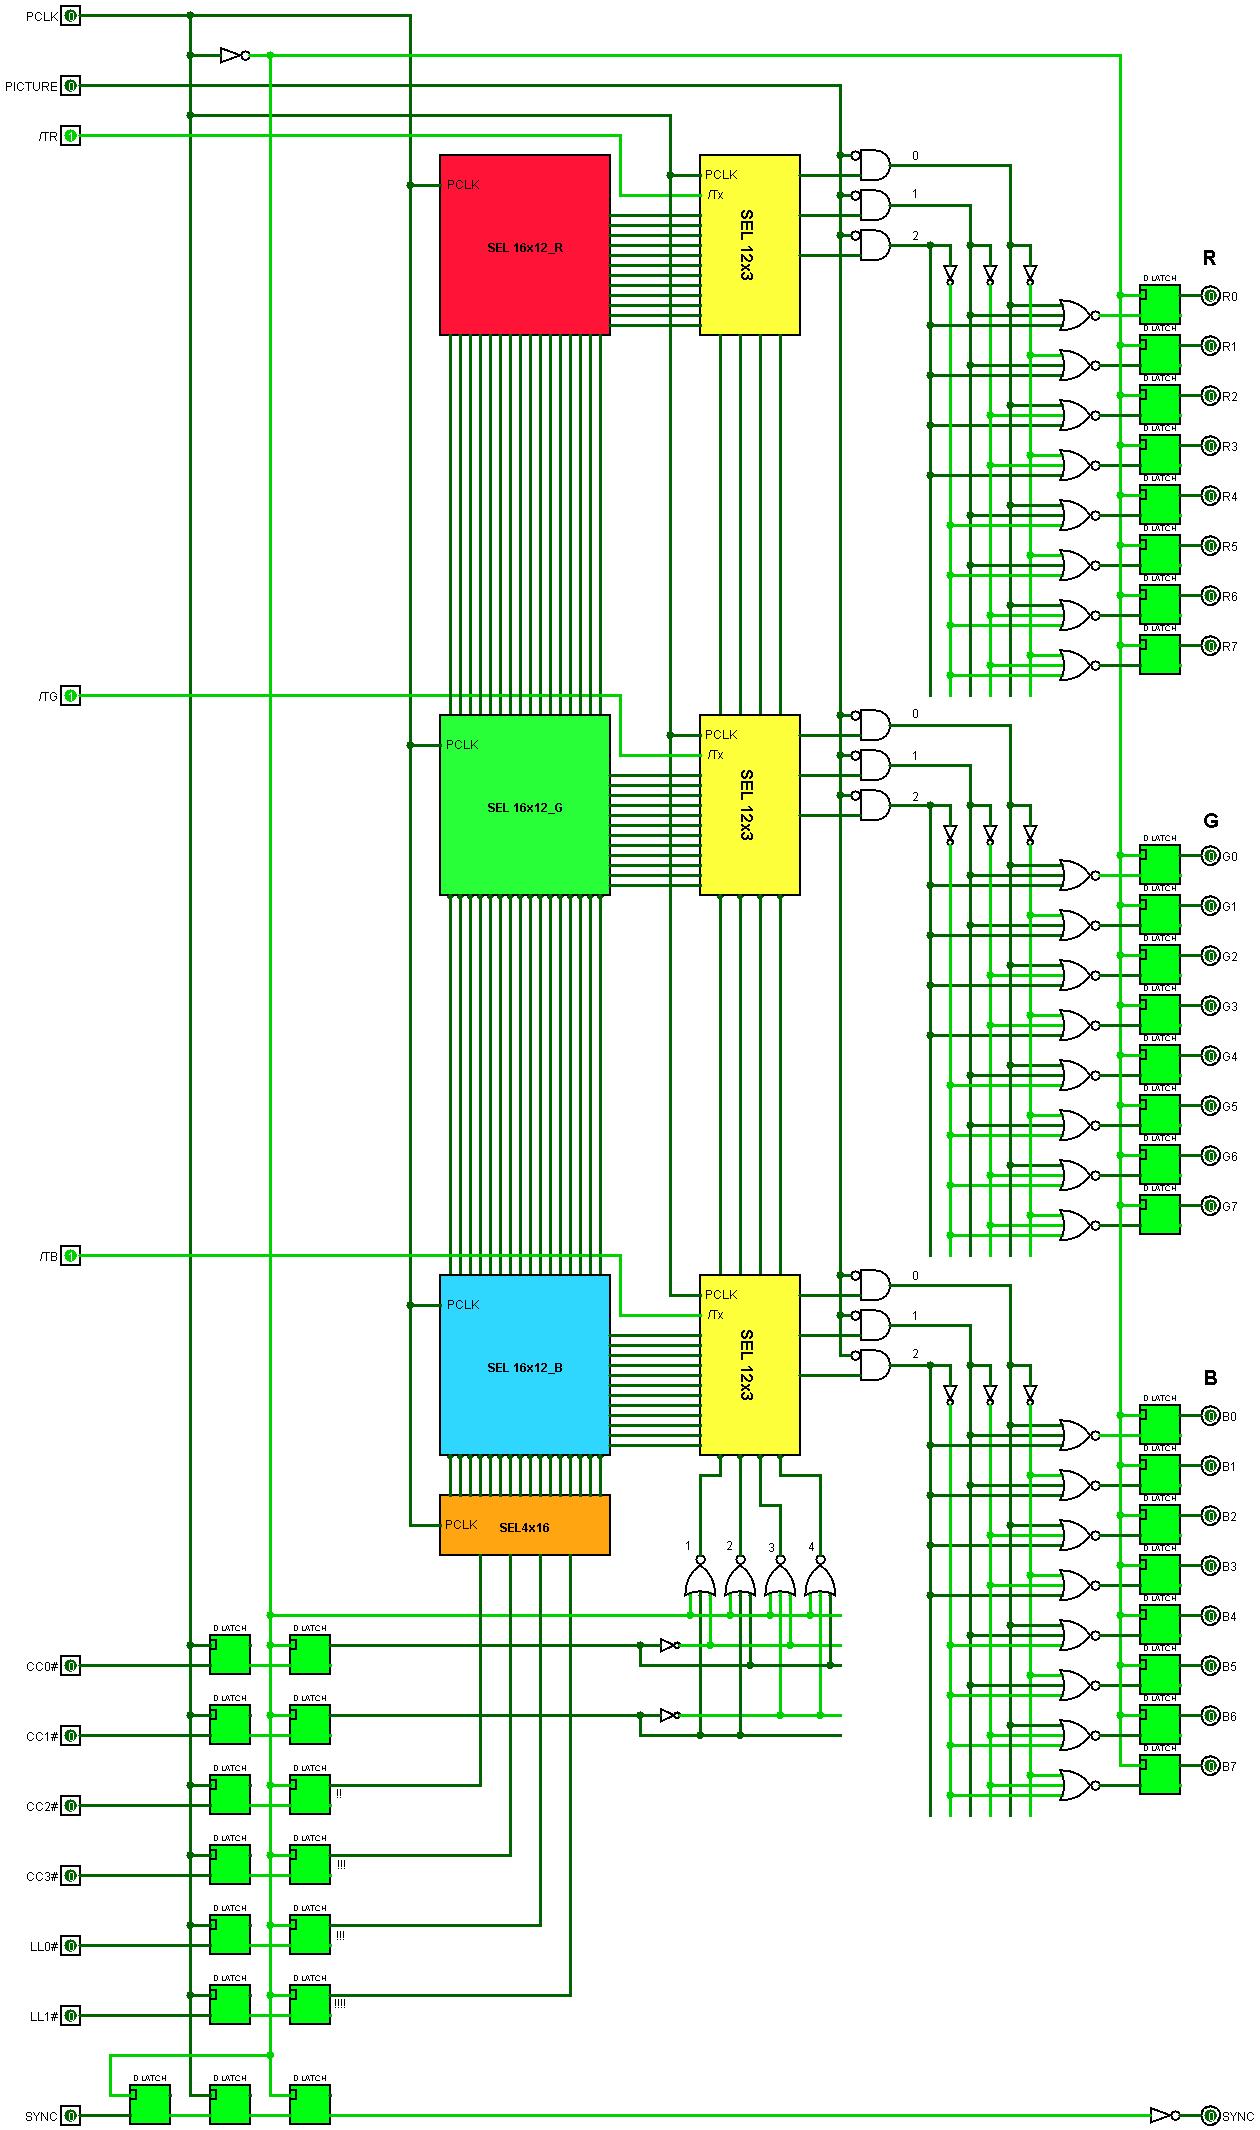 PCLK 0
PICTURE 0
/TR 1
PCLK
SEL 16x12_R
PCLK
/Tx
SEL 12x3
0
1
2
R
D LATCH
0 R0
D LATCH
0 R1
D LATCH
0 R2
D LATCH
0 R3
D LATCH
0 R4
D LATCH
0 R5
D LATCH
0 R6
D LATCH
0 R7
/TG 1
PCLK
SEL 16x12_G
PCLK
/Tx
SEL 12x3
0
1
2
G
D LATCH
0 G0
D LATCH
0 G1
D LATCH
0 G2
D LATCH
0 G3
D LATCH
0 G4
D LATCH
0 G5
D LATCH
0 G6
D LATCH
0 G7
/TB 1
PCLK
SEL 16x12_B
PCLK
/Tx
SEL 12x3
0
1
2
B
D LATCH
0 B0
D LATCH
0 B1
D LATCH
0 B2
D LATCH
0 B3
D LATCH
0 B4
D LATCH
0 B5
D LATCH
0 B6
D LATCH
0 B7
PCLK SEL4x16
1 2 3 4
D LATCH D LATCH
CC0# 0
D LATCH D LATCH
CC1# 0
D LATCH D LATCH
!!
CC2# 0
D LATCH D LATCH
!!!
CC3# 0
D LATCH D LATCH
!!!
LL0# 0
D LATCH D LATCH
!!!!
LL1# 0
D LATCH D LATCH D LATCH
SYNC 0
0 SYNC